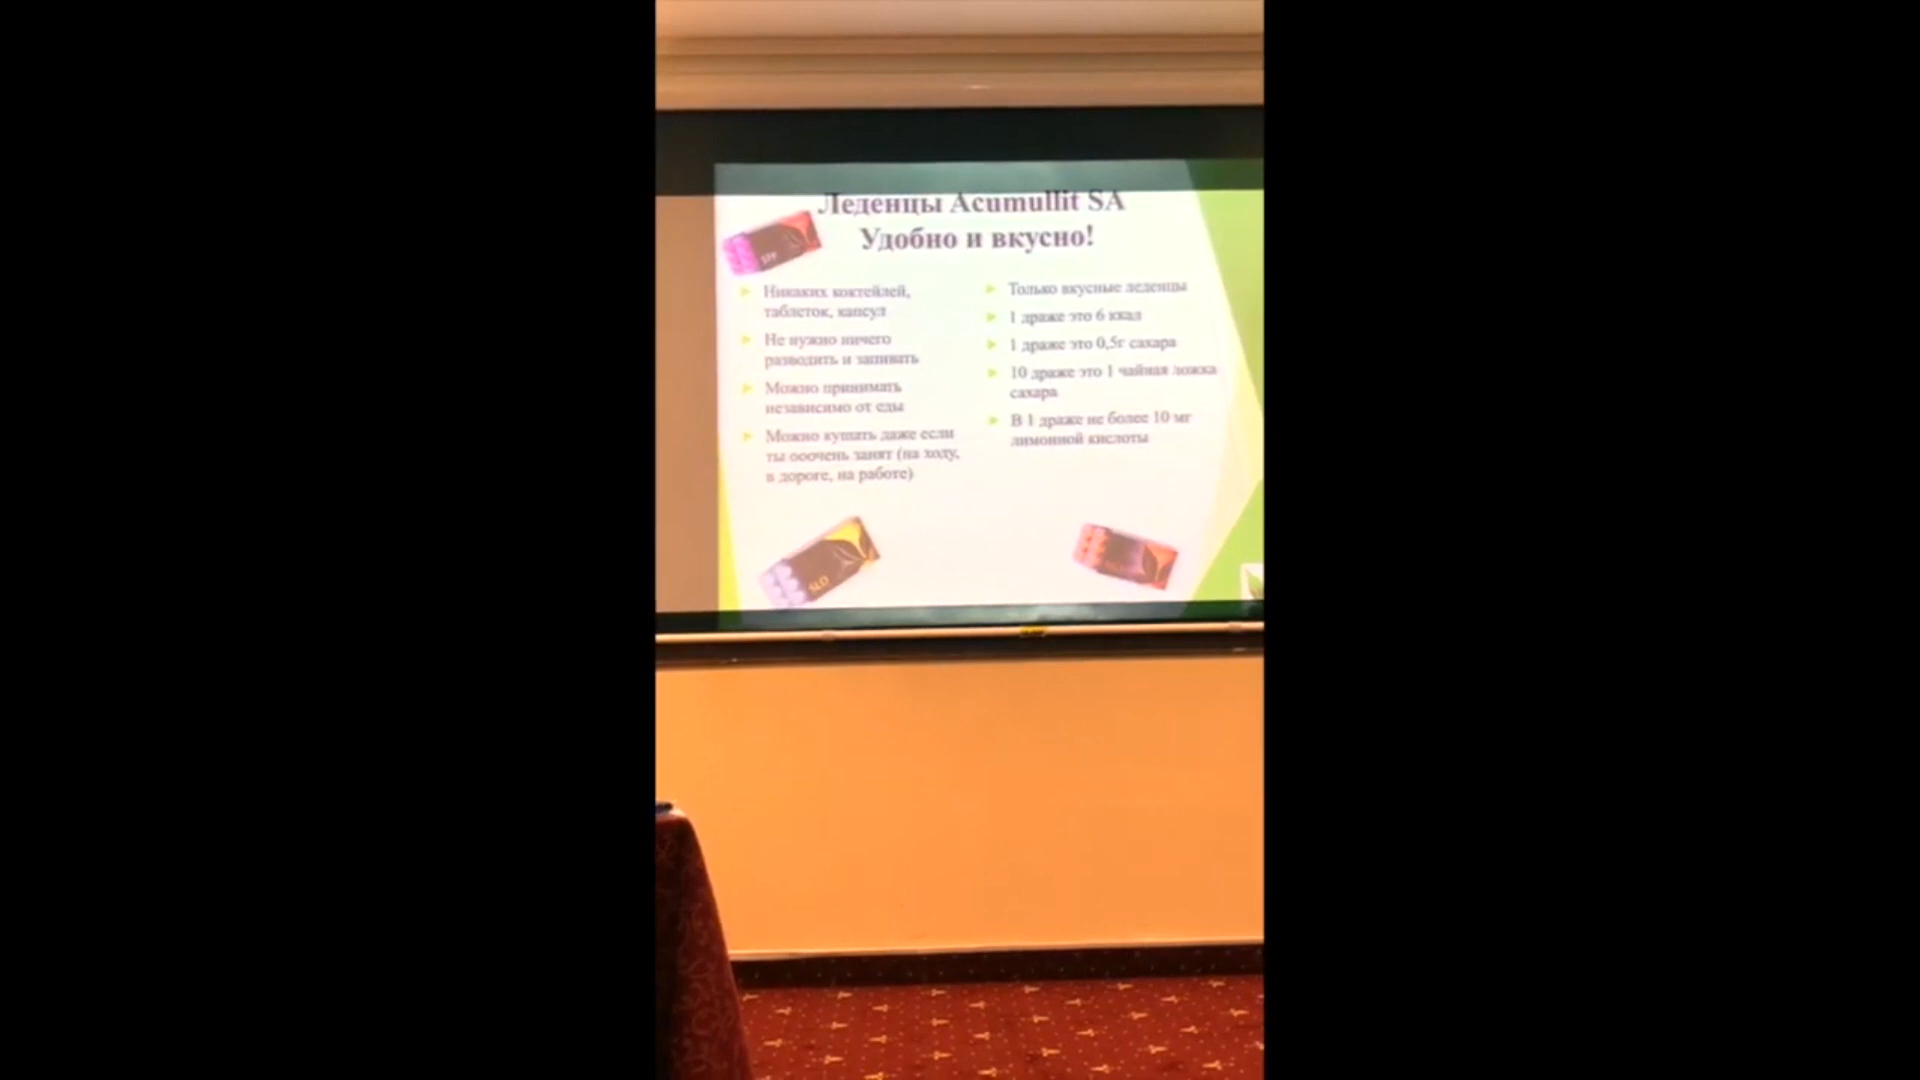 Леденцы Acumullit SA
Удобно и вкусно!
Никаких коктейлей,
таблеток, капсул
Не нужно ничего
разводить и запивать
Можно принимать
независимо от еды
Можно кушать даже если
ты ооочень занят (на ходу,
в дороге, на работе)
Только вкусные леденцы
1 драже это 6 ккал
1 драже это 0,5г сахара
10 драже это 1 чайная ложка
сахара
В 1 драже не более 10 мг
лимонной кислоты
SLD